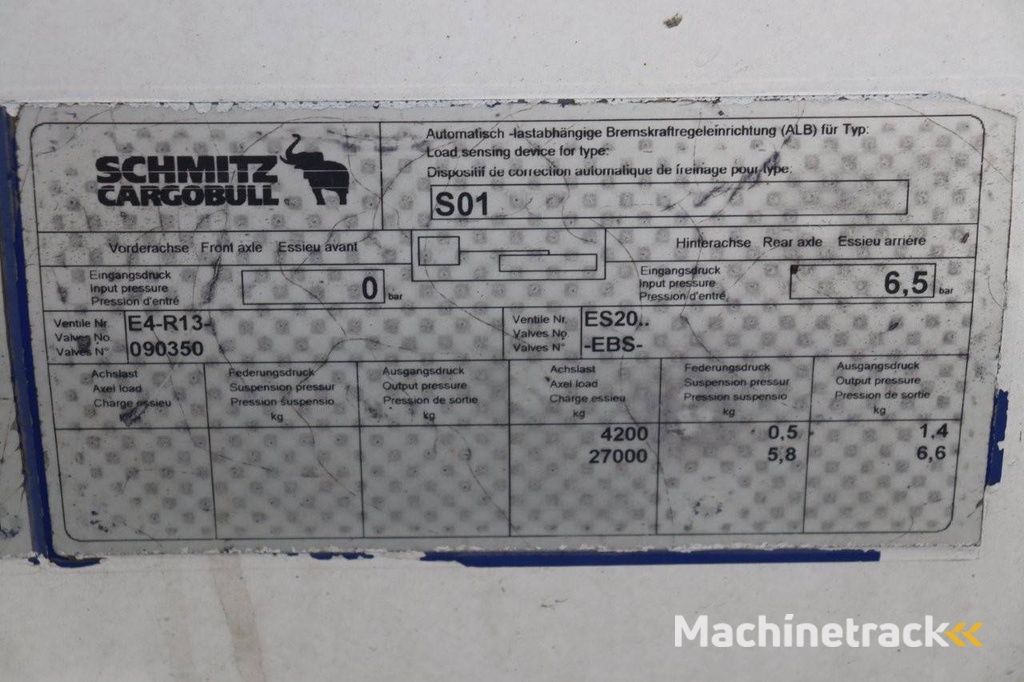 SCHMITZ
CARGOBULL
Automatisch -lastabhängige Bremskraftregeleinrichtung (ALB) für Typ:
Load sensing device for type:
Dispositif de correction automatique de freinage pour type:
S01
Vorderachse Front axle Essieu avant
Hinterachse Rear axle Essieu arriére
Eingangsdruck
Input pressure
Pression d'entré
0 bar
Eingangsdruck
Input pressure
Pression d'entré
6,5 bar
Ventile Nr.
Valves No.
Valves N°
E4-R13-
090350
Ventile Nr.
Valves No.
Valves N°
ES20..
-EBS-
Achslast
Axel load
Charge essieu
Federungsdruck
Suspension pressur
Pression suspensio
kg
Ausgangsdruck
Output pressure
Pression de sortie
kg
Achslast
Axel load
Charge essieu
kg
Federungsdruck
Suspension pressur
Pression suspensio
kg
Ausgangsdruck
Output pressure
Pression de sortie
kg
4200 0,5 1,4
27000 5,8 6,6
Machinetrack